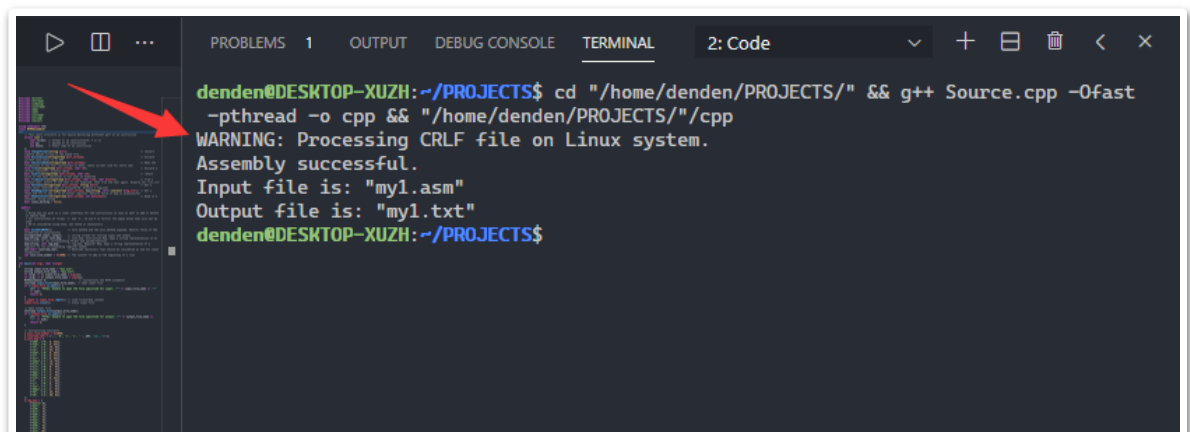 PROBLEMS 1 OUTPUT DEBUG CONSOLE TERMINAL 2: Code
denden@DESKTOP-XUZH:~/PROJECTS$ cd "/home/denden/PROJECTS/" && g++ Source.cpp -Ofast
-pthread -o cpp && "/home/denden/PROJECTS/"/cpp
WARNING: Processing CRLF file on Linux system.
Assembly successful.
Input file is: "my1.asm"
Output file is: "my1.txt"
denden@DESKTOP-XUZH:~/PROJECTS$